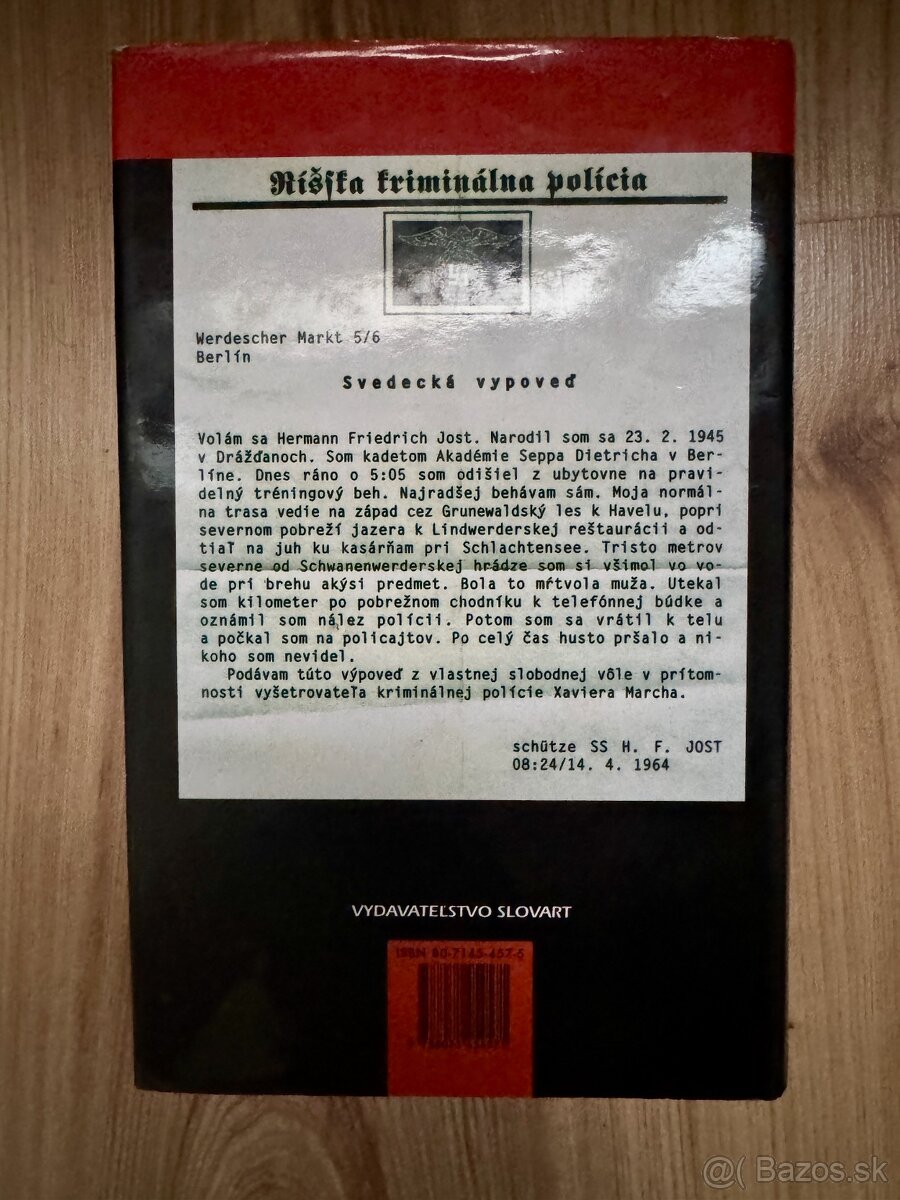 Ríšska kriminálna polícia
Werdescher Markt 5/6
Berlín
Svedecká vypoveď
Volám sa Hermann Friedrich Jost. Narodil som sa 23. 2. 1945
v Drážďanoch. Som kadetom Akadémie Seppa Dietricha v Ber-
líne. Dnes ráno o 5:05 som odišiel z ubytovne na pravi-
delný tréningový beh. Najradšej behávam sám. Moja normál-
na trasa vedie na západ cez Grunewaldský les k Havelu, popri
severnom pobreží jazera k Lindwerderskej reštaurácii a od-
tiaľ na juh ku kasárňam pri Schlachtensee. Tristo metrov
severne od Schwanenwerderskej hrádze som si všimol vo vo-
de pri brehu akýsi predmet. Bola to mŕtvola muža. Utekal
som kilometer po pobrežnom chodníku k telefónnej búdke a
oznámil som nález polícii. Potom som sa vrátil k telu
a počkal som na policajtov. Po celý čas husto pršalo a ni-
koho som nevidel.
Podávam túto výpoveď z vlastnej slobodnej vôle v prítom-
nosti vyšetrovateľa kriminálnej polície Xaviera Marcha.
schütze SS H. F. JOST
08:24/14. 4. 1964
VYDAVATEĽSTVO SLOVART
ISBN 80-7145-457-5
@( Bazos.sk